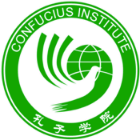 CONFUCIUS INSTITUTE
孔子学院